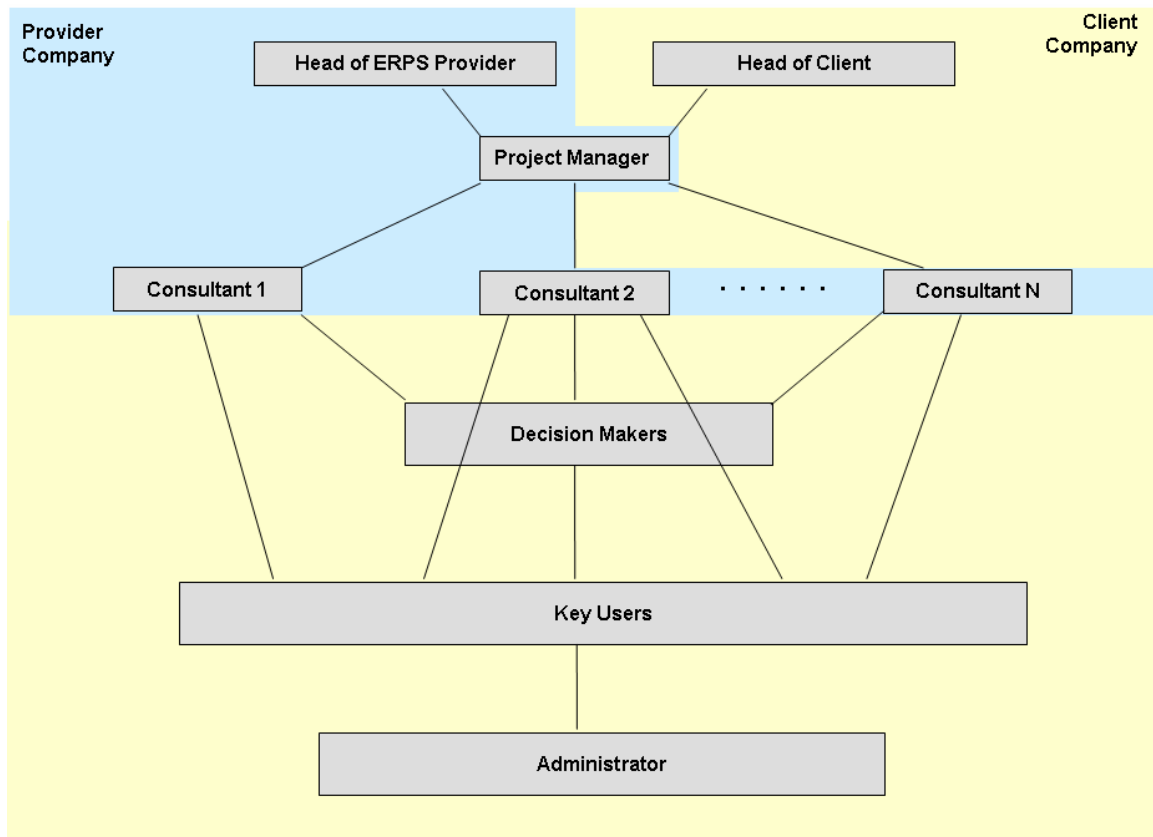 Provider
Company
Client
Company
Head of ERPS Provider
Head of Client
Project Manager
Consultant 1
Consultant 2
. . . . . .
Consultant N
Decision Makers
Key Users
Administrator